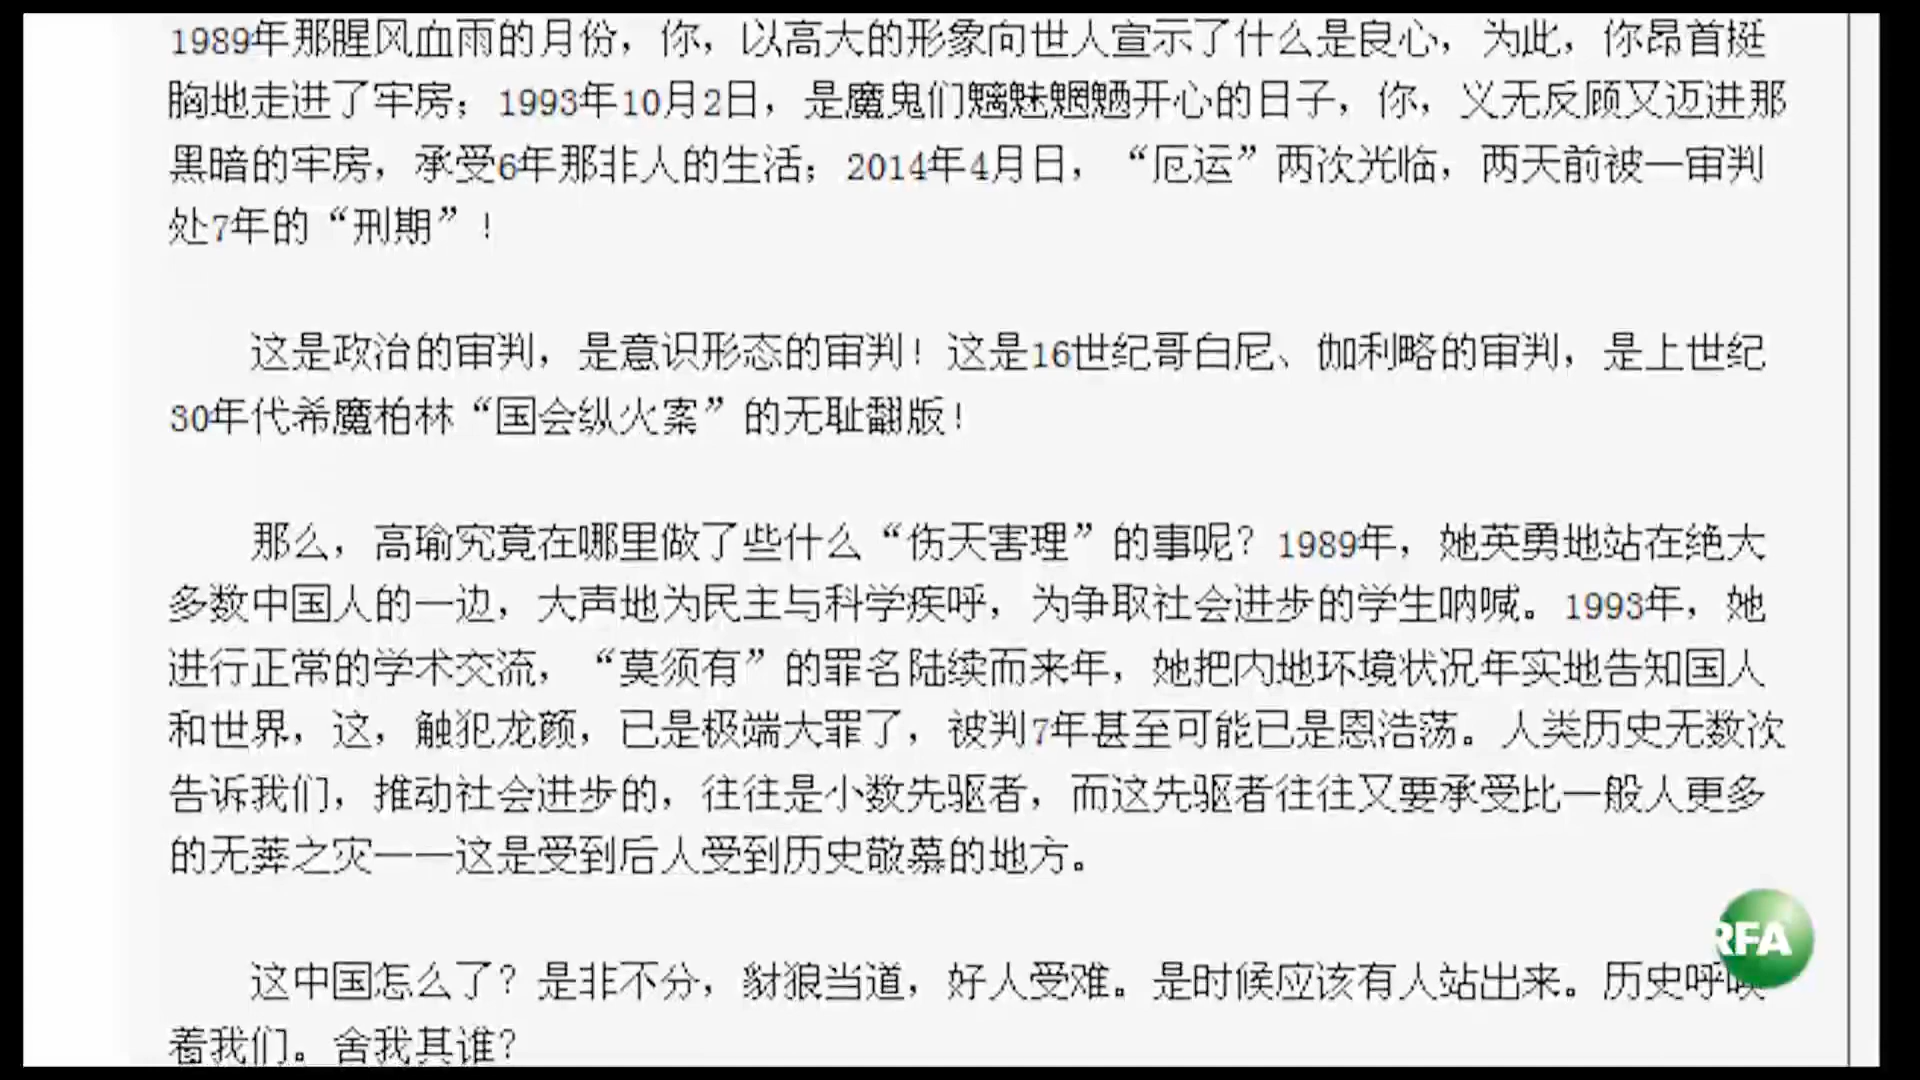 1989年那腥风血雨的月份，你，以高大的形象向世人宣示了什么是良心，为此，你昂首挺
胸地走进了牢房；1993年10月2日，是魔鬼们魑魅魍魉开心的日子，你，义无反顾又迈进那
黑暗的牢房，承受6年那非人的生活；2014年4月日，“厄运”两次光临，两天前被一审判
处7年的“刑期”！
这是政治的审判，是意识形态的审判！这是16世纪哥白尼、伽利略的审判，是上世纪
30年代希魔柏林“国会纵火案”的无耻翻版！
那么，高瑜究竟在哪里做了些什么“伤天害理”的事呢？1989年，她英勇地站在绝大
多数中国人的一边，大声地为民主与科学疾呼，为争取社会进步的学生呐喊。1993年，她
进行正常的学术交流，“莫须有”的罪名陆续而来年，她把内地环境状况年实地告知国人
和世界，这，触犯龙颜，已是极端大罪了，被判7年甚至可能已是恩浩荡。人类历史无数次
告诉我们，推动社会进步的，往往是小数先驱者，而这先驱者往往又要承受比一般人更多
的无葬之灾——这是受到后人受到历史敬慕的地方。
这中国怎么了？是非不分，豺狼当道，好人受难。是时候应该有人站出来。历史呼唤
着我们。舍我其谁？
RFA